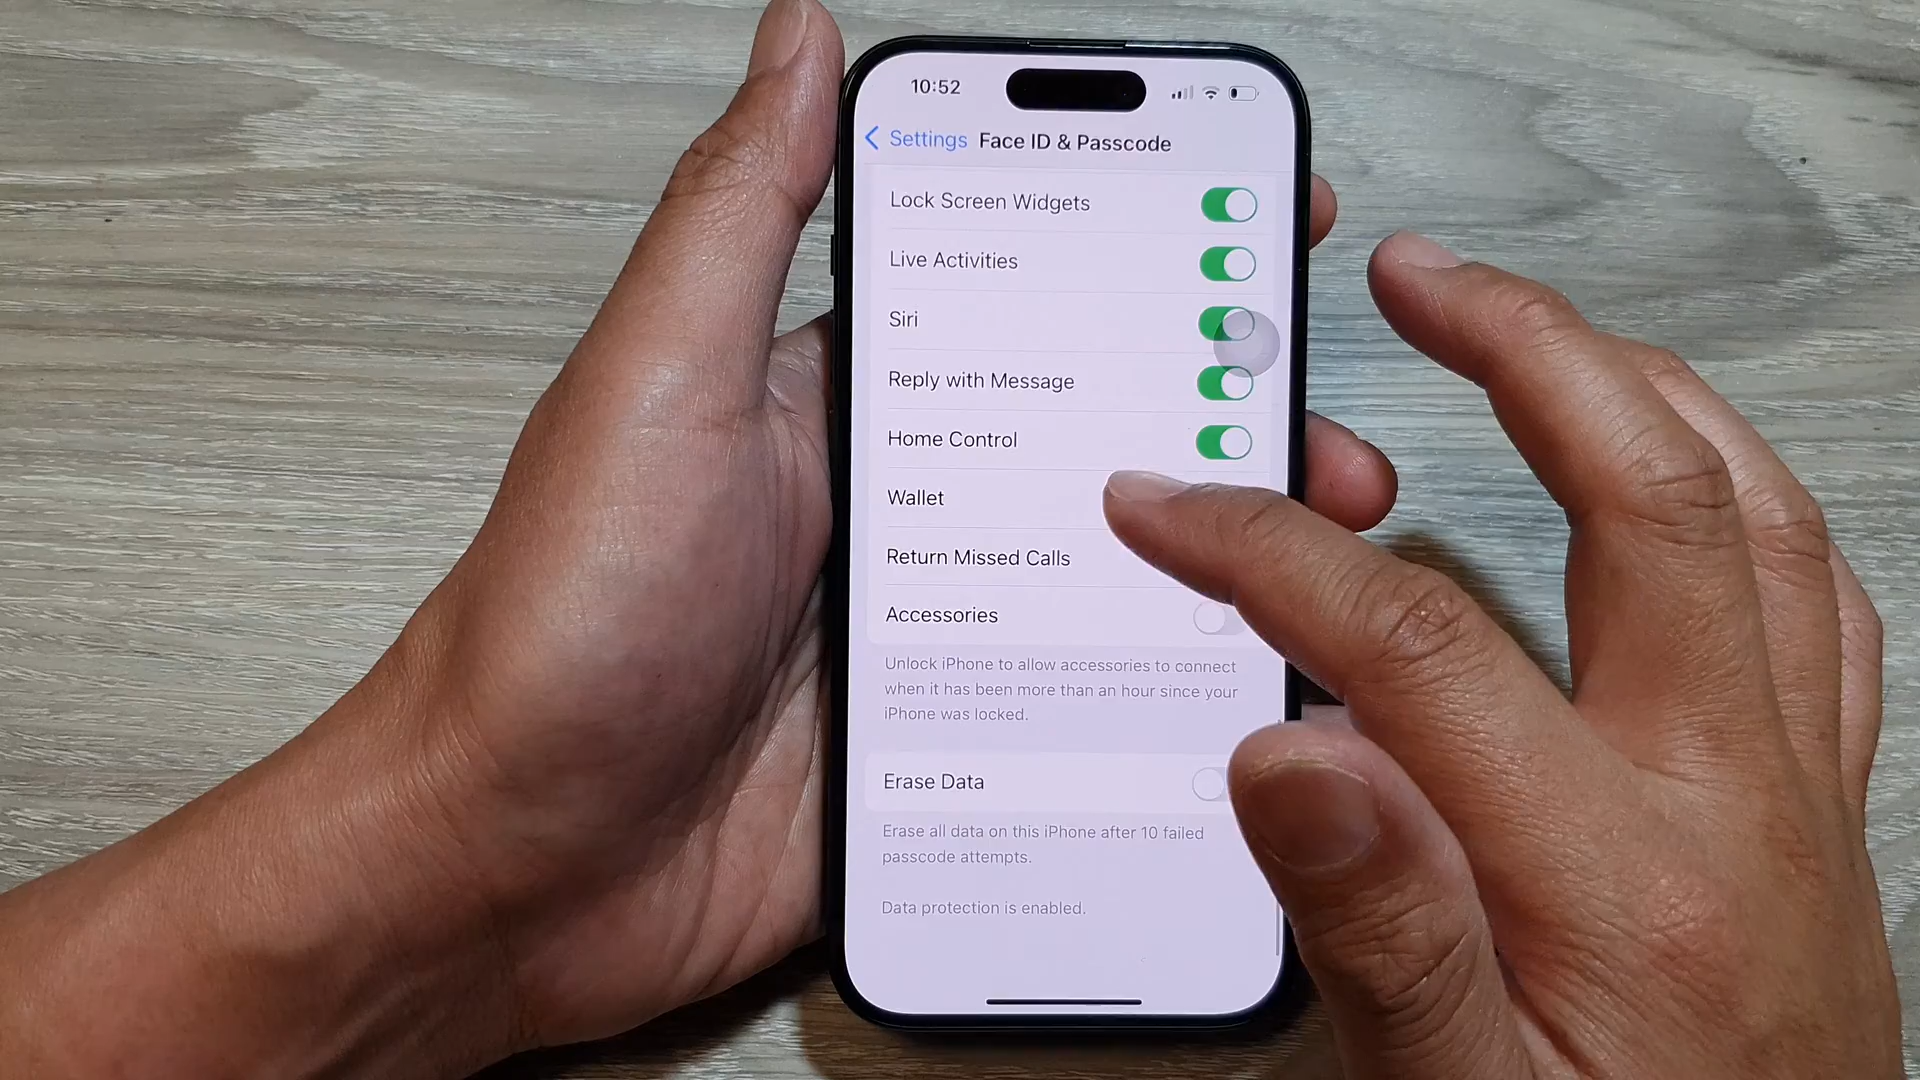 10:52
Settings Face ID & Passcode
Lock Screen Widgets
Live Activities
Siri
Reply with Message
Home Control
Wallet
Return Missed Calls
Accessories
Unlock iPhone to allow accessories to connect
when it has been more than an hour since your
iPhone was locked.
Erase Data
Erase all data on this iPhone after 10 failed
passcode attempts.
Data protection is enabled.